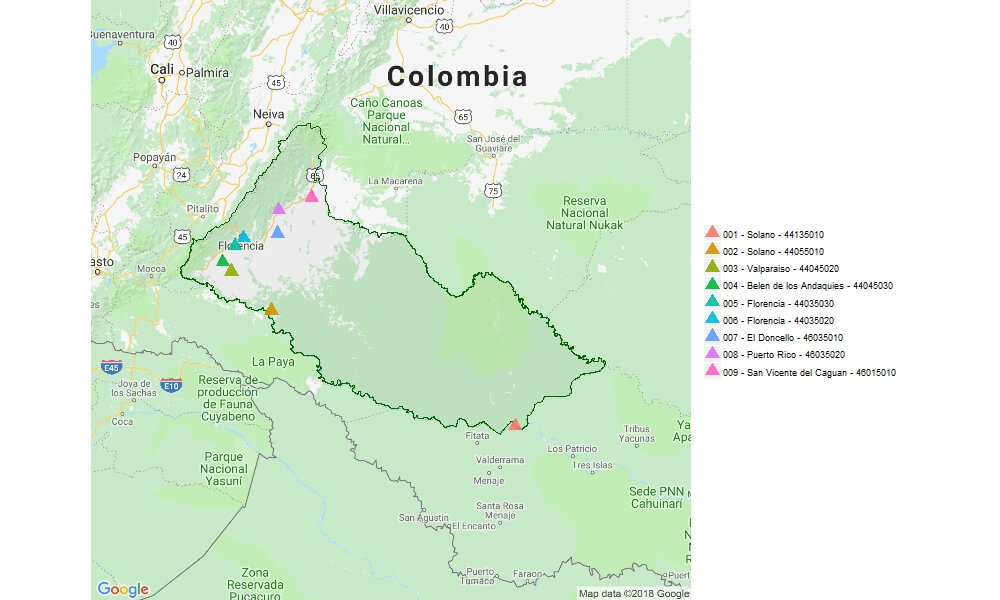 Villavicencio
Buenaventura
40
40
Cali
Palmira
Colombia
45
Caño Canoas
Parque
Nacional
Natural...
Neiva
65
San José del
Guaviare
Popayán
24
65
La Macarena
75
Pitalito
Reserva
Nacional
Natural Nukak
45
Florencia
asto
Mocoa
es
La Paya
E45
E10
Joya de
los Sachas
Reserva de
producción
de Fauna
Cuyabeno
Coca
Fitata
Tribus
Yacunas
Ya
Apa
Los Patricio
Parque
Nacional
Yasuní
Valderrama
Tres Islas
Menaje
Sede PNN
Cahuinarí
Santa Rosa
Menaje
San Agustin
El Encanto
N
N
R
Zona
Reservada
Pucacuro
Puerto
Tumaco
Faraon
Puert
Google
Map data ©2018 Google
001 - Solano - 44135010
002 - Solano - 44055010
003 - Valparaiso - 44045020
004 - Belen de los Andaquies - 44045030
005 - Florencia - 44035030
006 - Florencia - 44035020
007 - El Doncello - 46035010
008 - Puerto Rico - 46035020
009 - San Vicente del Caguan - 46015010